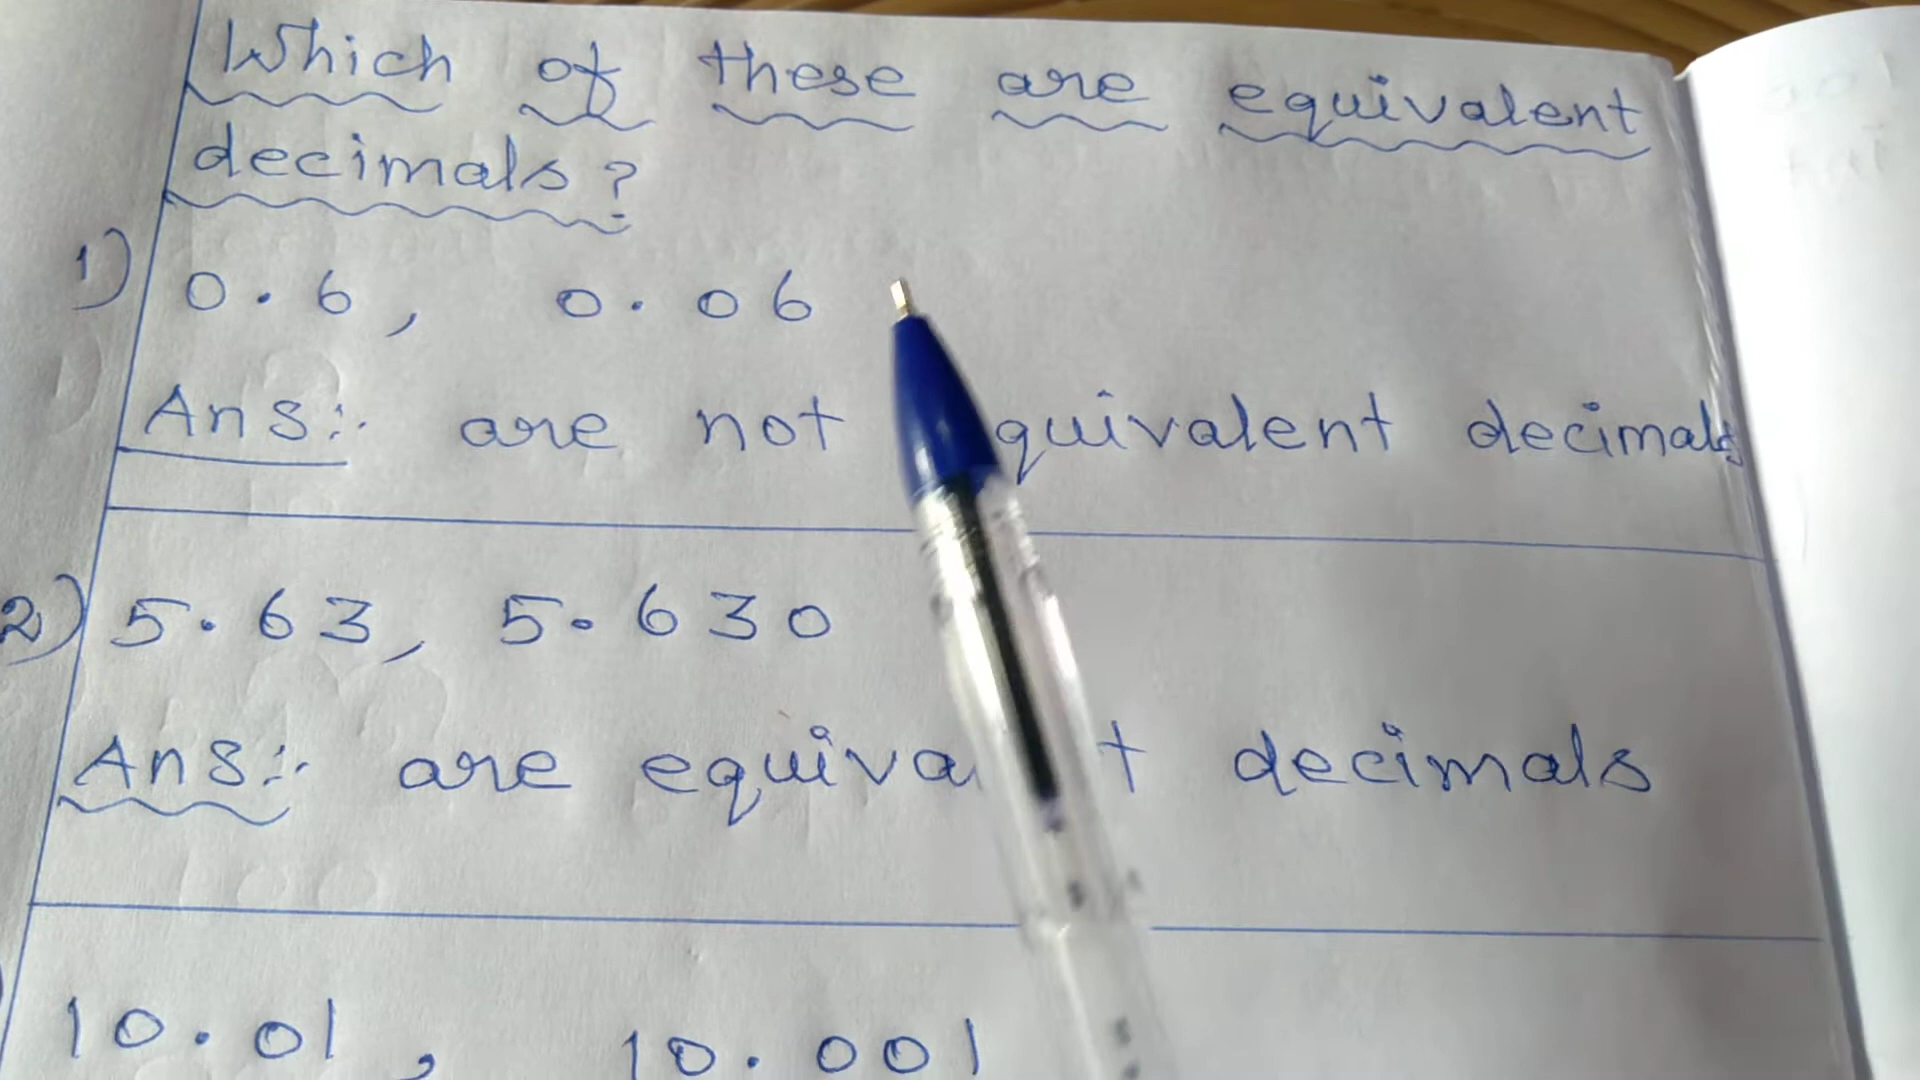 Which of these are equivalent
decimals?
1) 0.6, 0.06
Ans:. are not decimals
2) 5.63, 5.630
Ans:. are decimals
10.01, 10.001